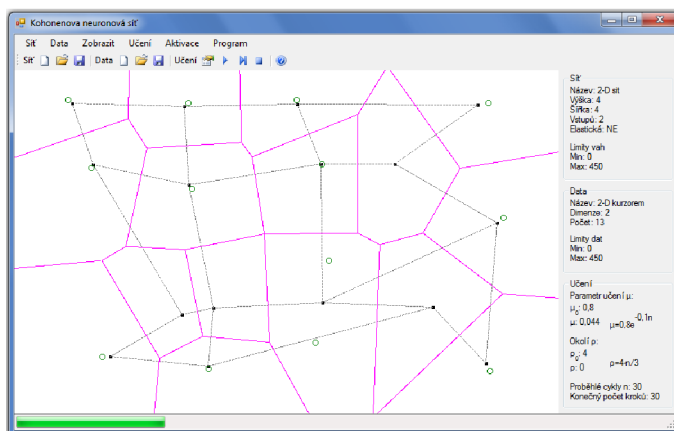 Kohonenova neuronová síť
Síť Data Zobrazit Učení Aktivace Program
Síť Data Učení
Síť
Název: 2-D sít
Výška: 4
Šířka: 4
Vstupů: 2
Elastická: NE
Limity vah
Min: 0
Max: 450
Data
Název: 2-D kurzorem
Dimenze: 2
Počet: 13
Limity dat
Min: 0
Max: 450
Učení
Parametr učení μ:
μ0: 0,8
μ: 0,044 μ=0.8e-0,1n
Okolí ρ:
ρ0: 4
ρ: 0 ρ=4-n/3
Proběhlé cykly n: 30
Konečný počet kroků: 30